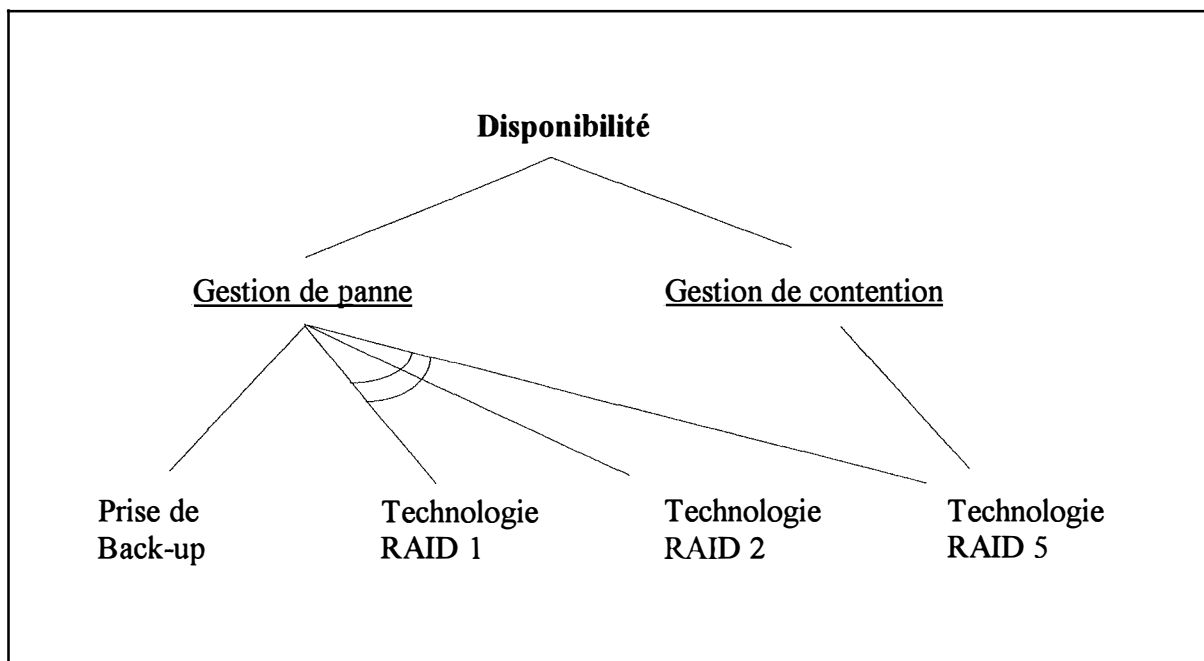 Disponibilité
Gestion de panne
Gestion de contention
Prise de
Back-up
Technologie
RAID 1
Technologie
RAID 2
Technologie
RAID 5